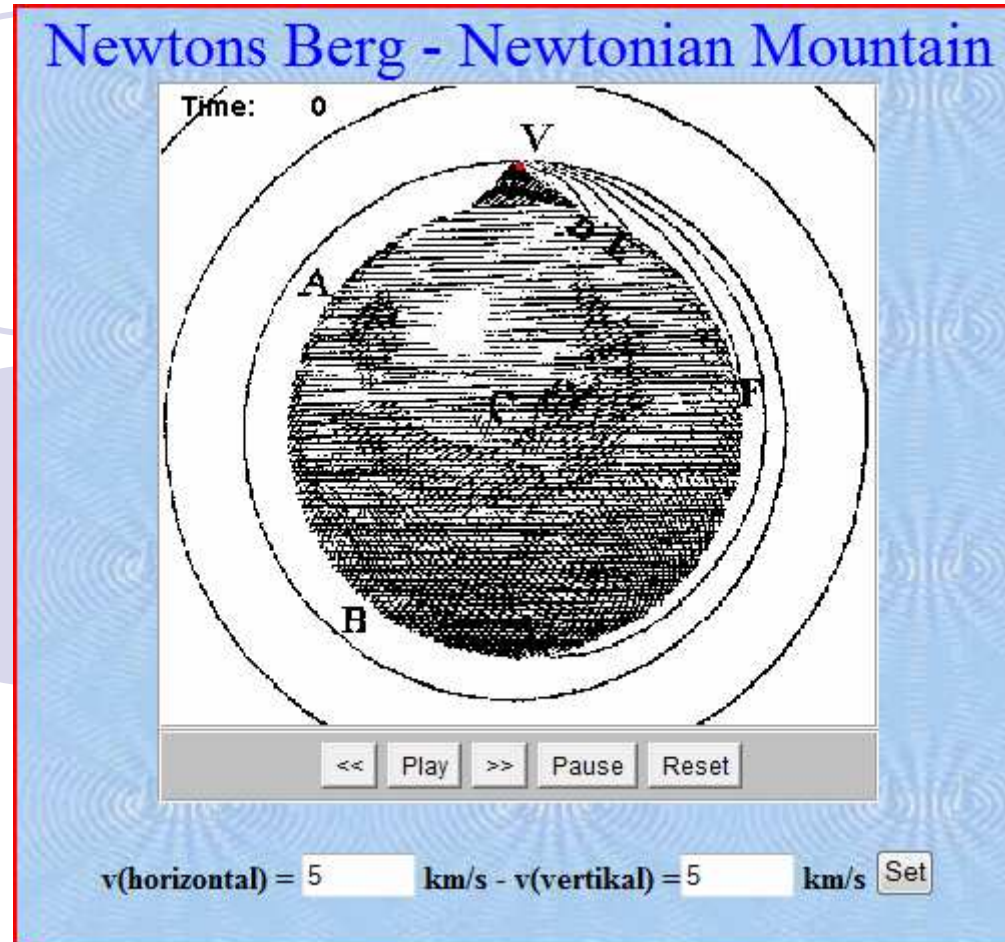 Newtons Berg - Newtonian Mountain
Time: 0
V
D E
A
F
C
B
<< Play >> Pause Reset
v(horizontal) = 5 km/s - v(vertikal) = 5 km/s Set